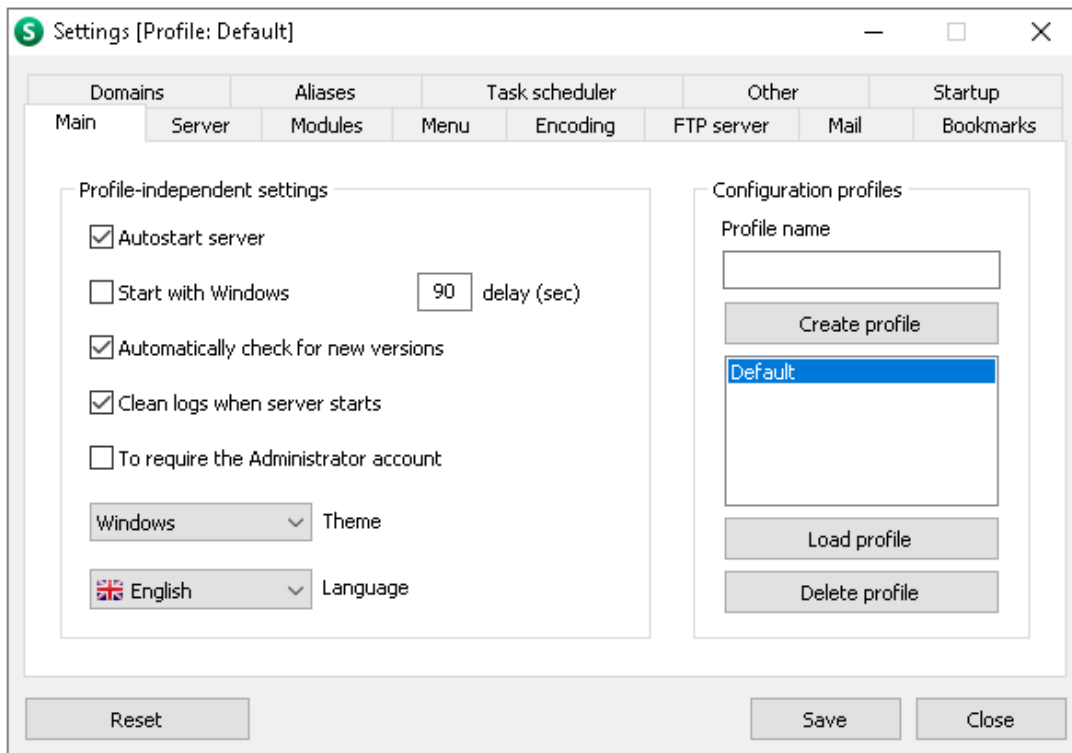 S Settings [Profile: Default]
Domains Aliases Task scheduler Other Startup
Main Server Modules Menu Encoding FTP server Mail Bookmarks
Profile-independent settings
Autostart server
Start with Windows 90 delay (sec)
Automatically check for new versions
Clean logs when server starts
To require the Administrator account
Windows Theme
English Language
Configuration profiles
Profile name
Create profile
Default
Load profile
Delete profile
Reset Save Close